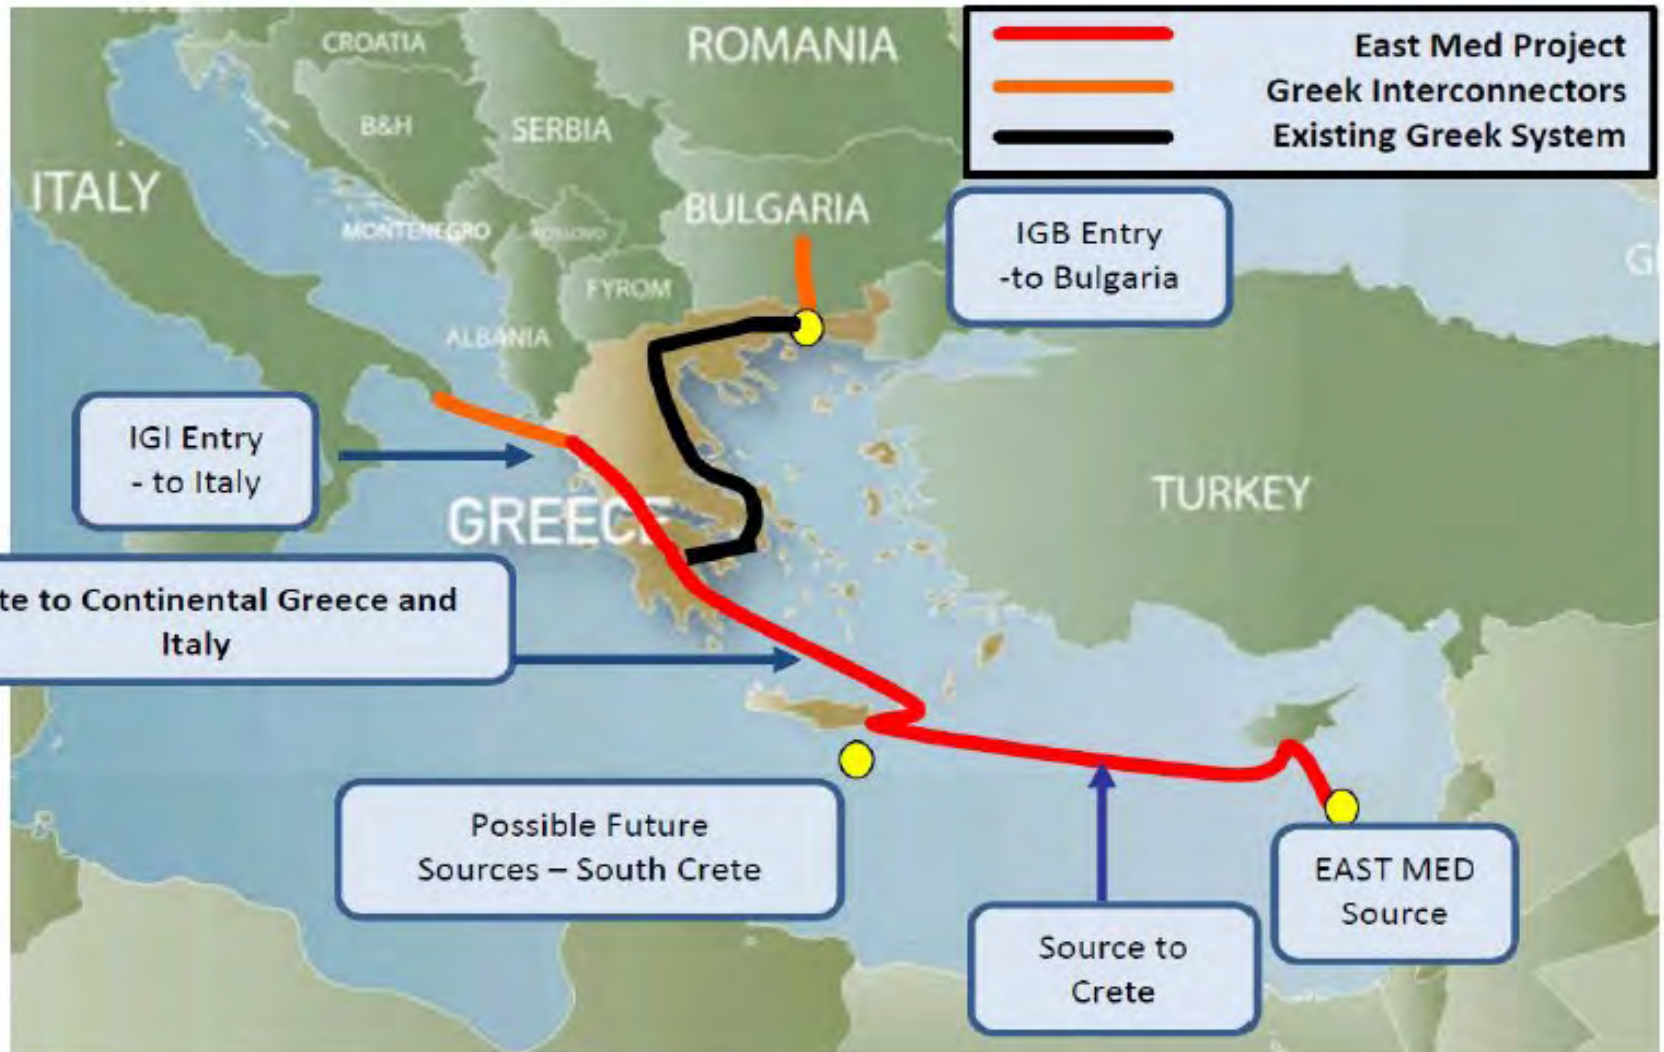 CROATIA
ROMANIA
East Med Project
Greek Interconnectors
Existing Greek System
B&H
SERBIA
ITALY
BULGARIA
MONTENEGRO
KOSOVO
IGB Entry
-to Bulgaria
FYROM
ALBANIA
IGI Entry
- to Italy
GREECE
TURKEY
te to Continental Greece and
Italy
Possible Future
Sources – South Crete
EAST MED
Source
Source to
Crete